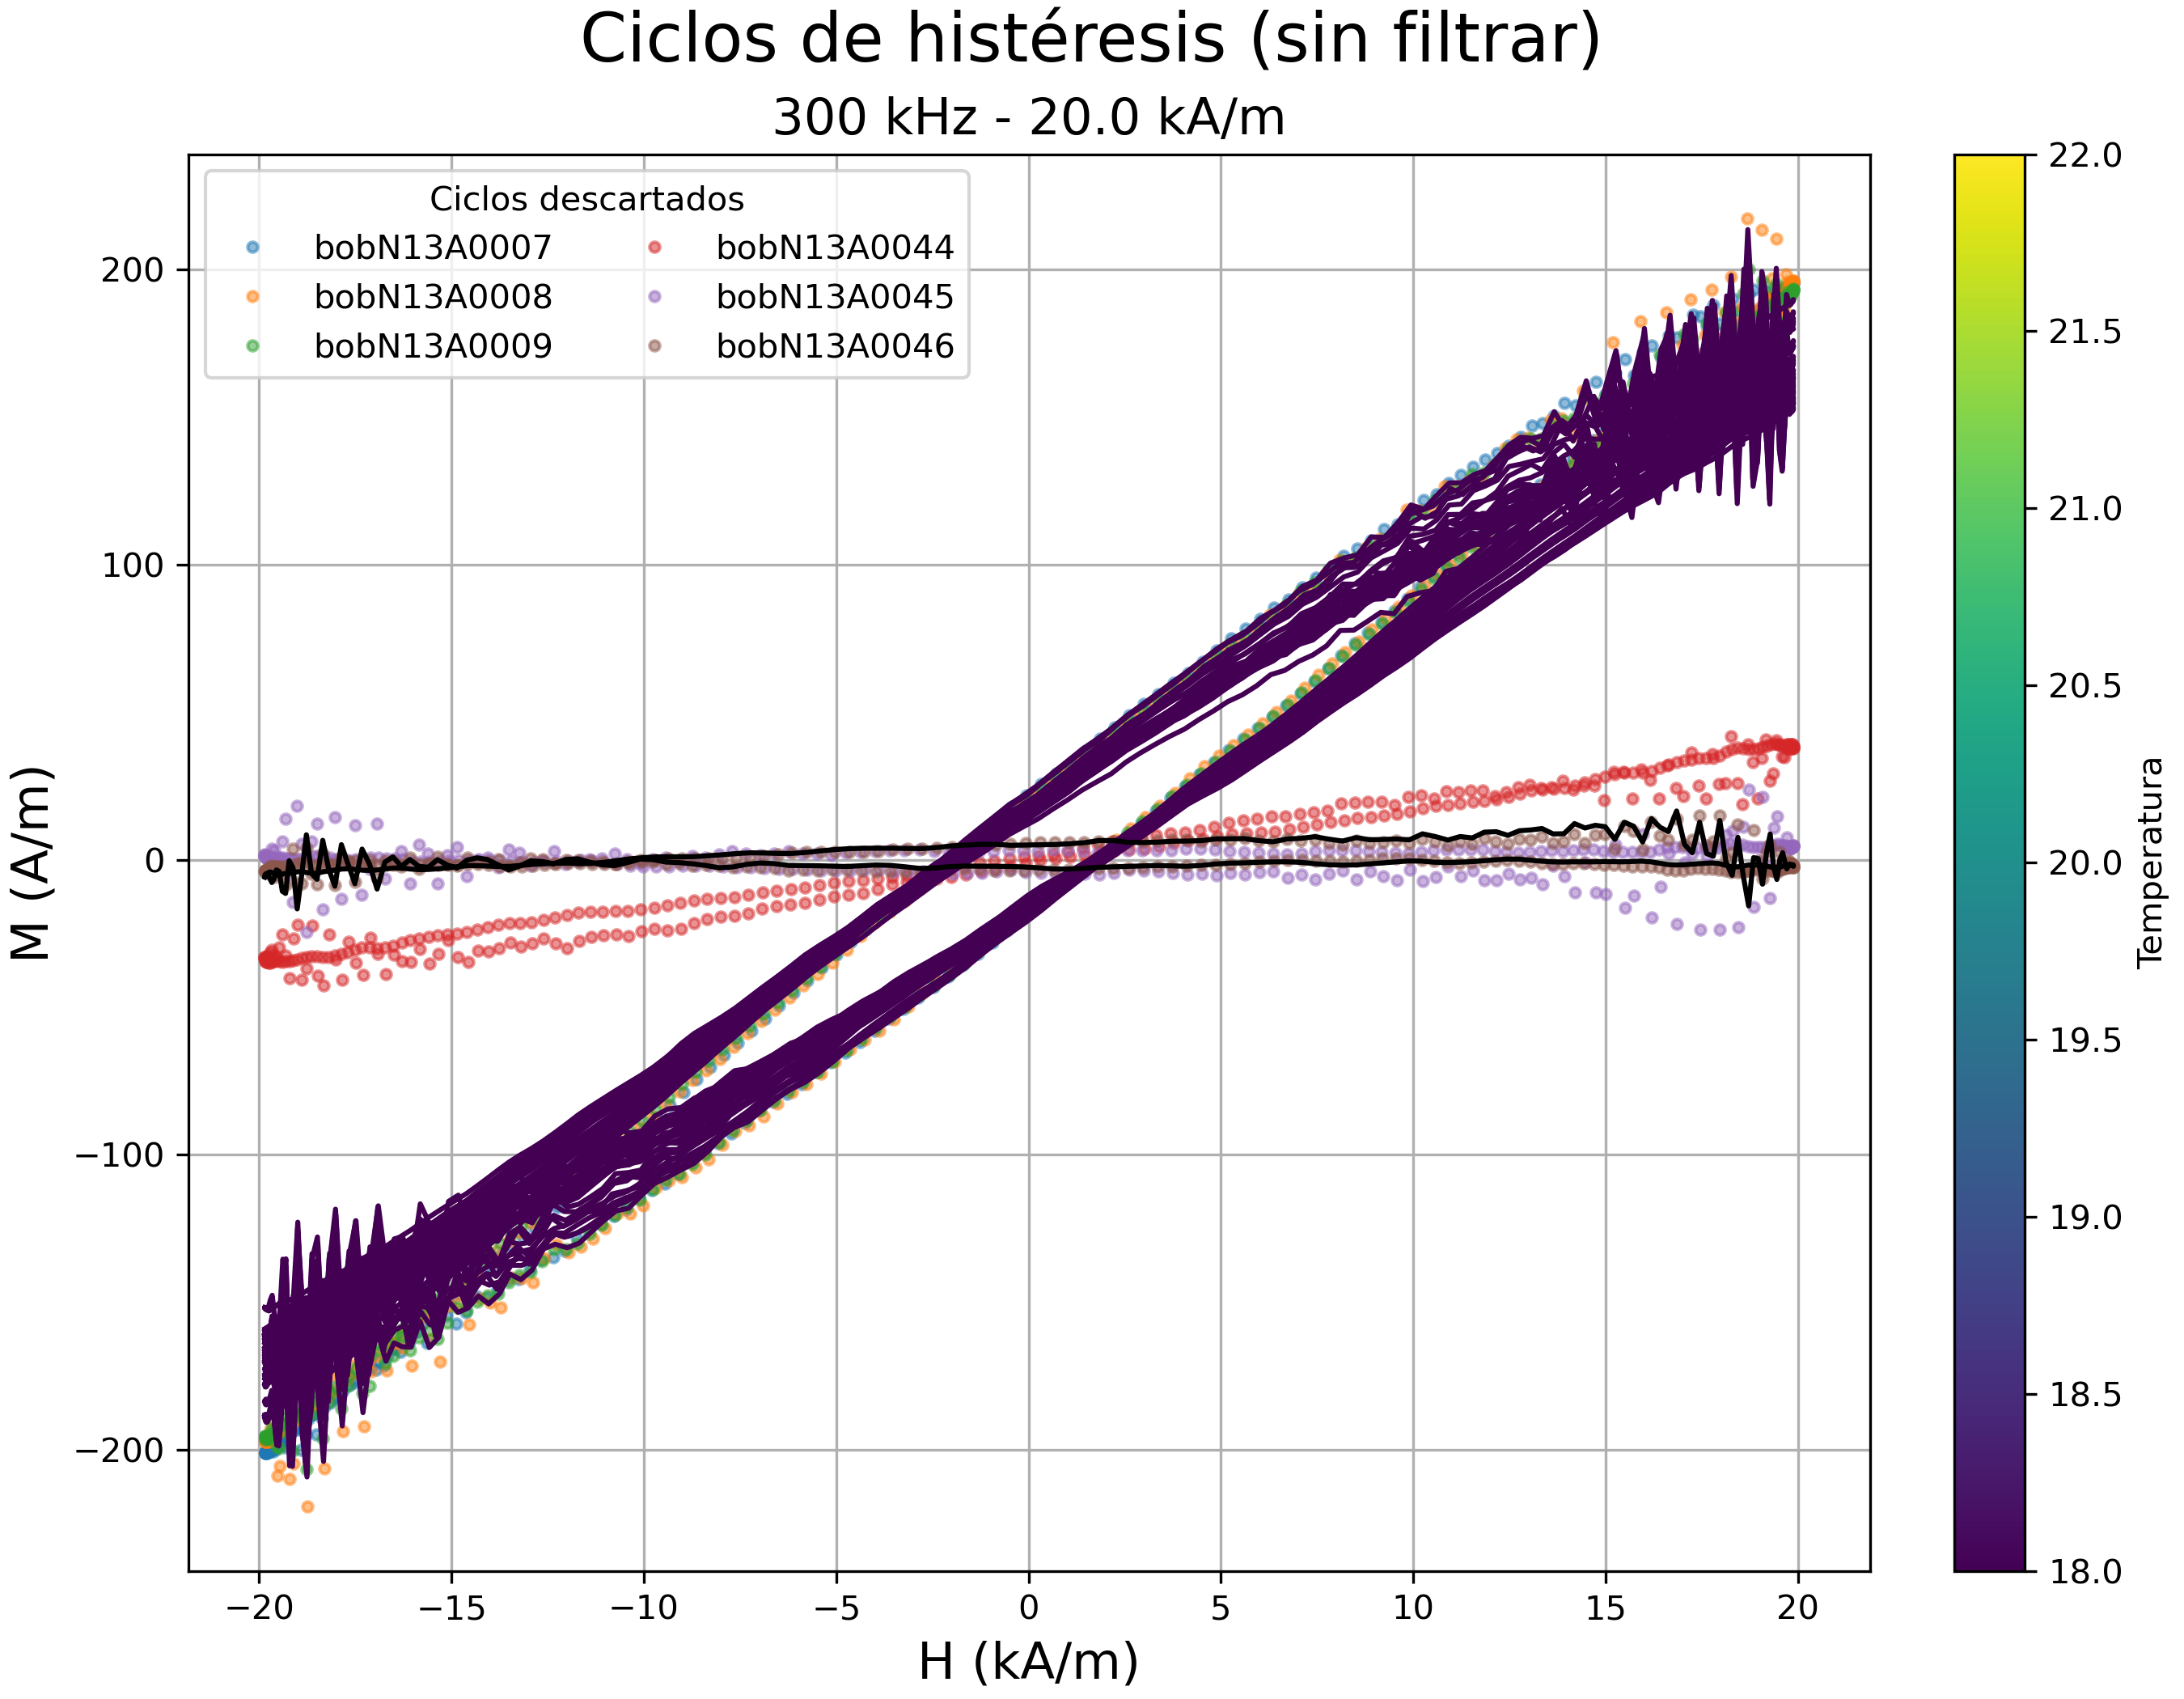 Ciclos de histéresis (sin filtrar)
300 kHz - 20.0 kA/m
Ciclos descartados
bobN13A0007
bobN13A0008
bobN13A0009
bobN13A0044
bobN13A0045
bobN13A0046
M (A/m)
200
100
0
−100
−200
−20
−15
−10
−5
0
5
10
15
20
H (kA/m)
22.0
21.5
21.0
20.5
20.0
19.5
19.0
18.5
18.0
Temperatura